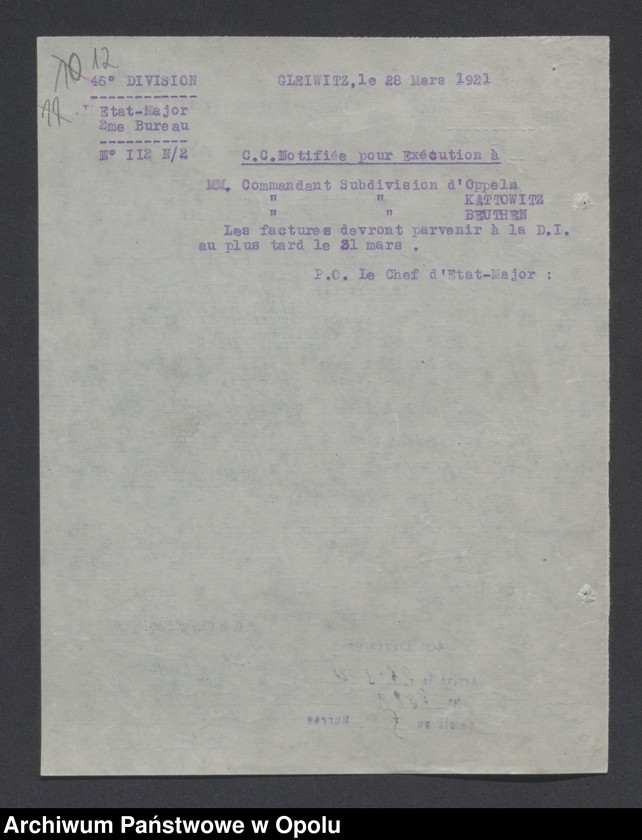 12
46° DIVISION
GLEIWITZ, le 28 Mars 1921
Etat-Major
2me Bureau
N° 112 N/2
C.C.Notifiée pour Exécution à
MM. Commandant Subdivision d'Oppeln
" " KATTOWITZ
" " BEUTHEN
Les factures devront parvenir à la D.I.
au plus tard le 31 mars .
P.O. Le Chef d'Etat-Major :
Archiwum Państwowe w Opolu